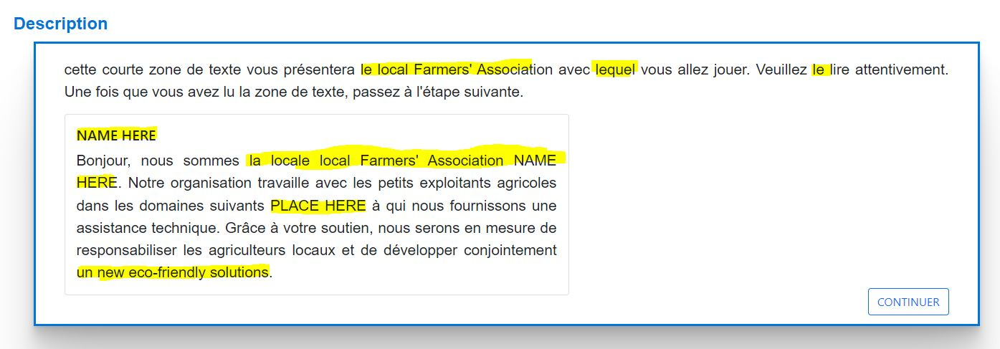 Description
cette courte zone de texte vous présentera le local Farmers' Association avec lequel vous allez jouer. Veuillez le lire attentivement.
Une fois que vous avez lu la zone de texte, passez à l'étape suivante.
NAME HERE
Bonjour, nous sommes la locale local Farmers' Association NAME
HERE. Notre organisation travaille avec les petits exploitants agricoles
dans les domaines suivants PLACE HERE à qui nous fournissons une
assistance technique. Grâce à votre soutien, nous serons en mesure de
responsabiliser les agriculteurs locaux et de développer conjointement
un new eco-friendly solutions.
CONTINUER